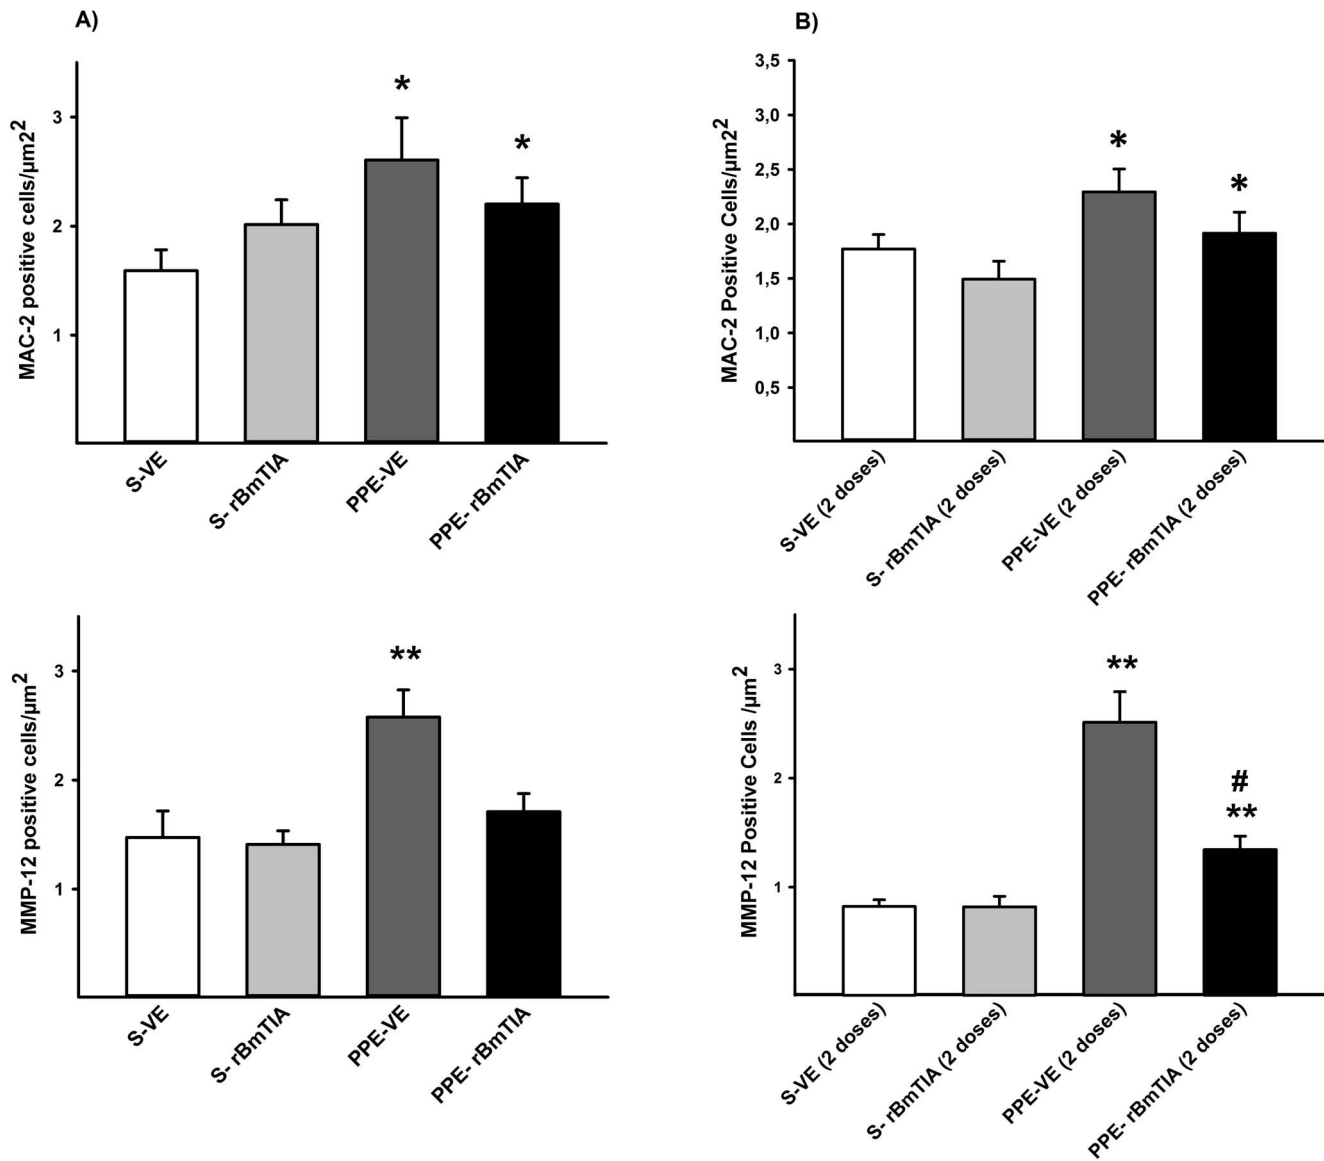 A)
MAC-2 positive cells/µm2²
3
2
1
*
*
S-VE
S- rBmTIA
PPE-VE
PPE- rBmTIA
B)
MAC-2 Positive Cells/µm2²
3,5
3,0
2,5
2,0
1,5
1,0
0,5
*
*
S-VE (2 doses)
S- rBmTIA (2 doses)
PPE-VE (2 doses)
PPE- rBmTIA (2 doses)
MMP-12 positive cells/µm²
3
2
1
**
S-VE
S- rBmTIA
PPE-VE
PPE- rBmTIA
MMP-12 Positive Cells /µm²
3
2
1
**
#
**
S-VE (2 doses)
S- rBmTIA (2 doses)
PPE-VE (2 doses)
PPE- rBmTIA (2 doses)